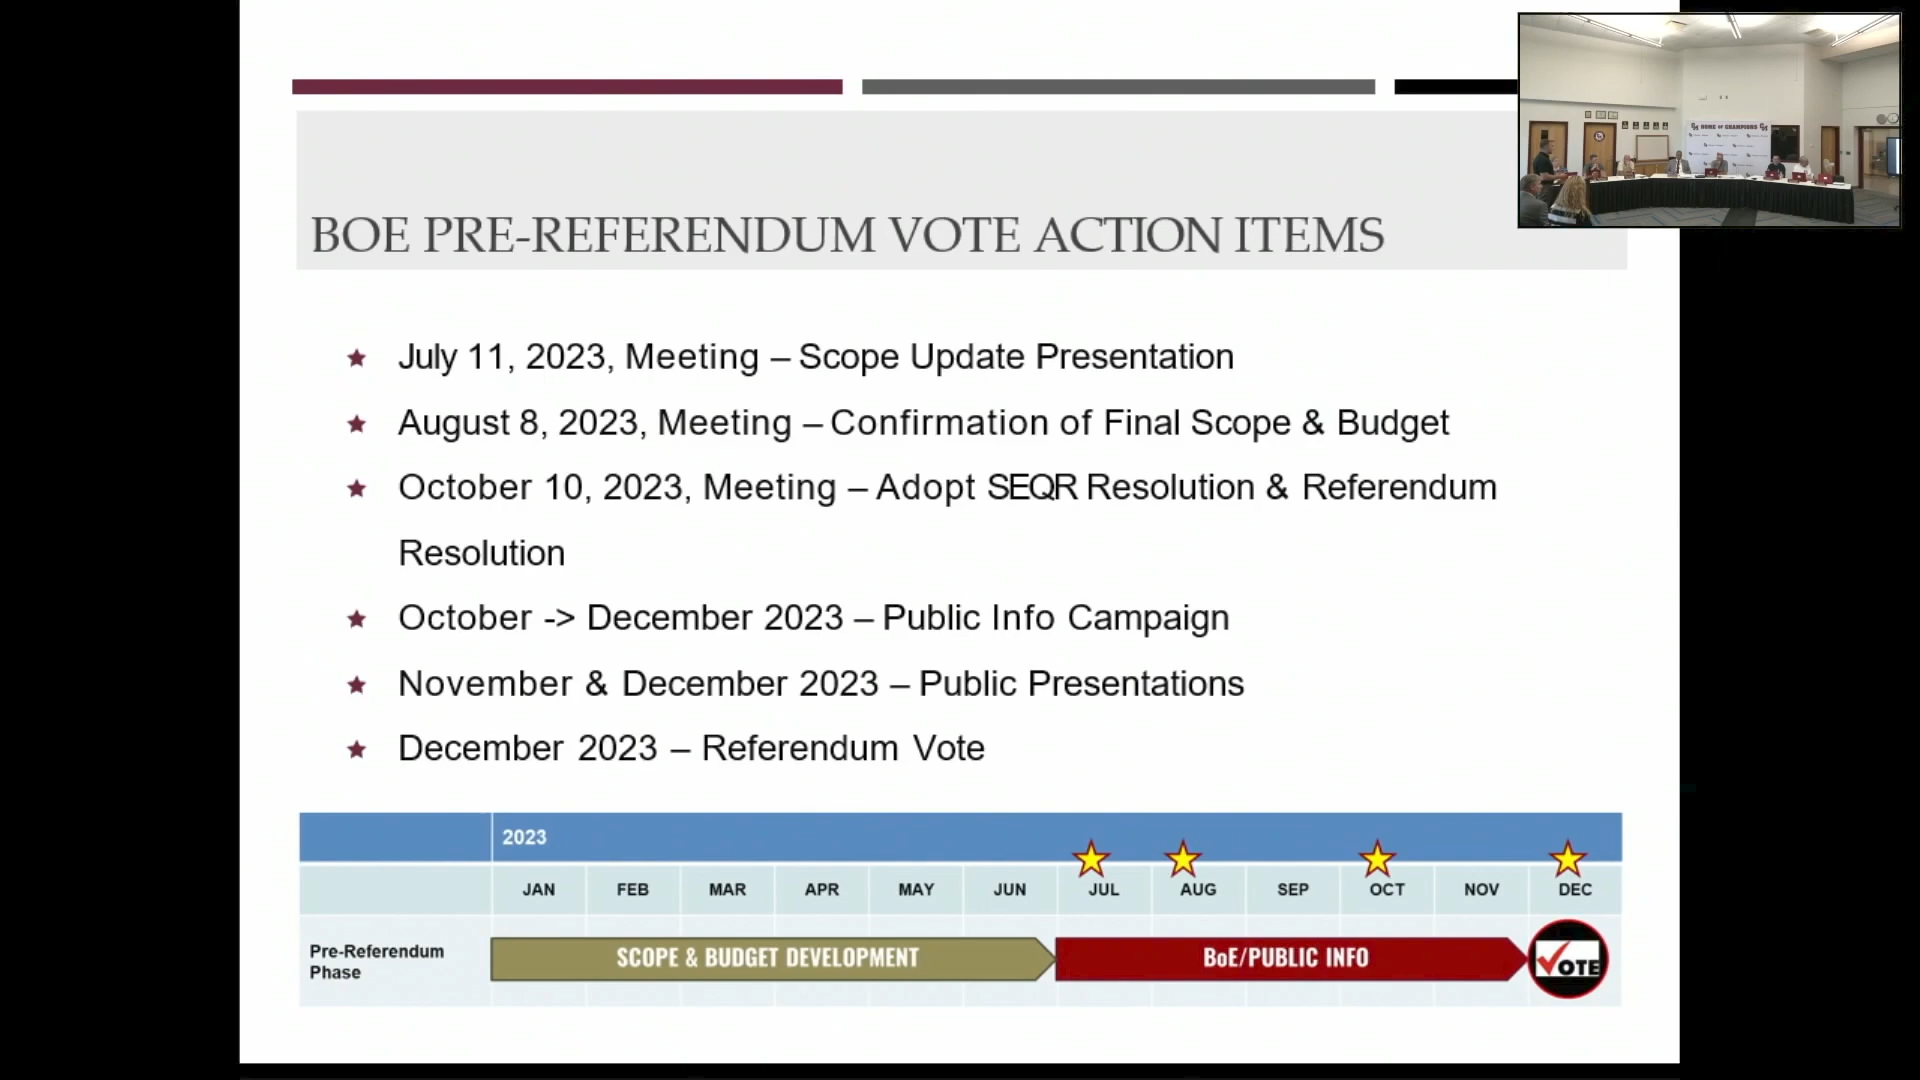 BOE PRE-REFERENDUM VOTE ACTION ITEMS
HOME OF CHAMPIONS
July 11, 2023, Meeting – Scope Update Presentation
August 8, 2023, Meeting – Confirmation of Final Scope & Budget
October 10, 2023, Meeting – Adopt SEQR Resolution & Referendum
Resolution
October -> December 2023 – Public Info Campaign
November & December 2023 – Public Presentations
December 2023 – Referendum Vote
2023
JAN FEB MAR APR MAY JUN JUL AUG SEP OCT NOV DEC
Pre-Referendum
Phase
SCOPE & BUDGET DEVELOPMENT
BoE/PUBLIC INFO
VOTE